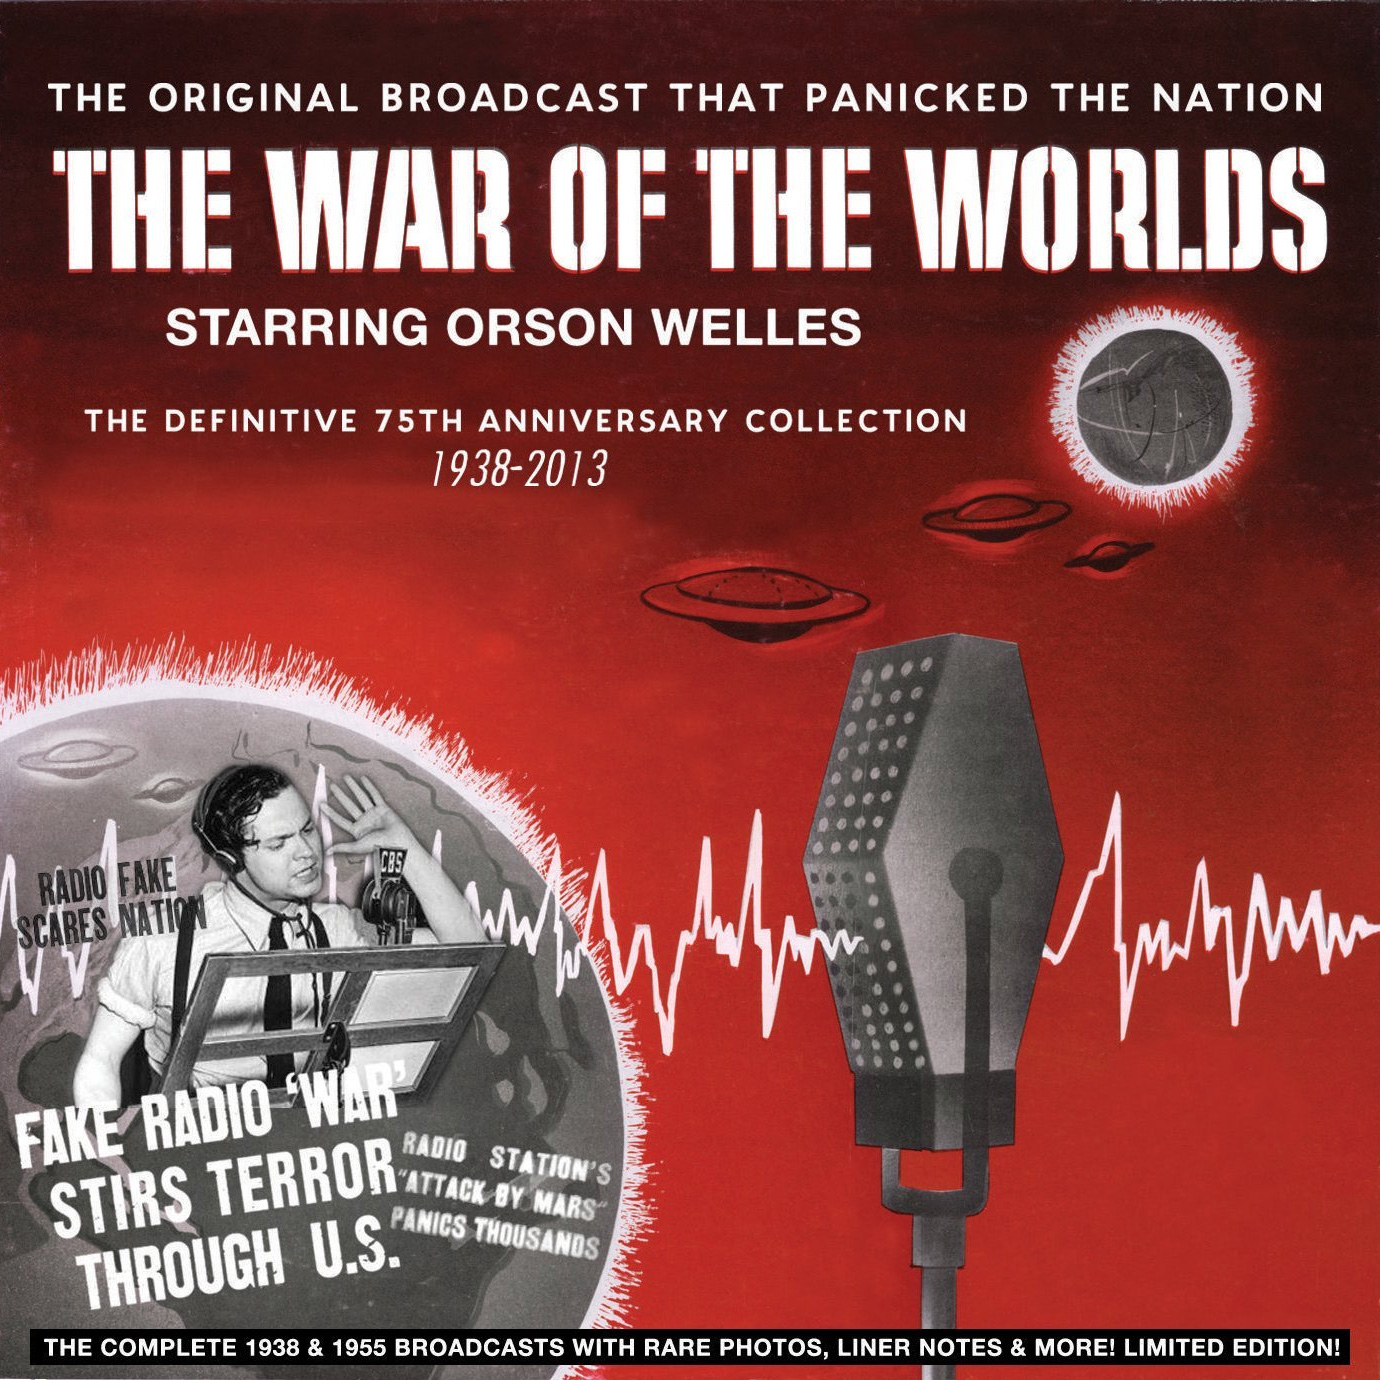 THE ORIGINAL BROADCAST THAT PANICKED THE NATION
THE WAR OF THE WORLDS
STARRING ORSON WELLES
THE DEFINITIVE 75TH ANNIVERSARY COLLECTION
1938-2013
CBS
RADIO FAKE
SCARES NATION
FAKE RADIO 'WAR'
STIRS TERROR
THROUGH U.S.
RADIO STATION'S
"ATTACK BY MARS"
PANICS THOUSANDS
THE COMPLETE 1938 & 1955 BROADCASTS WITH RARE PHOTOS, LINER NOTES & MORE! LIMITED EDITION!